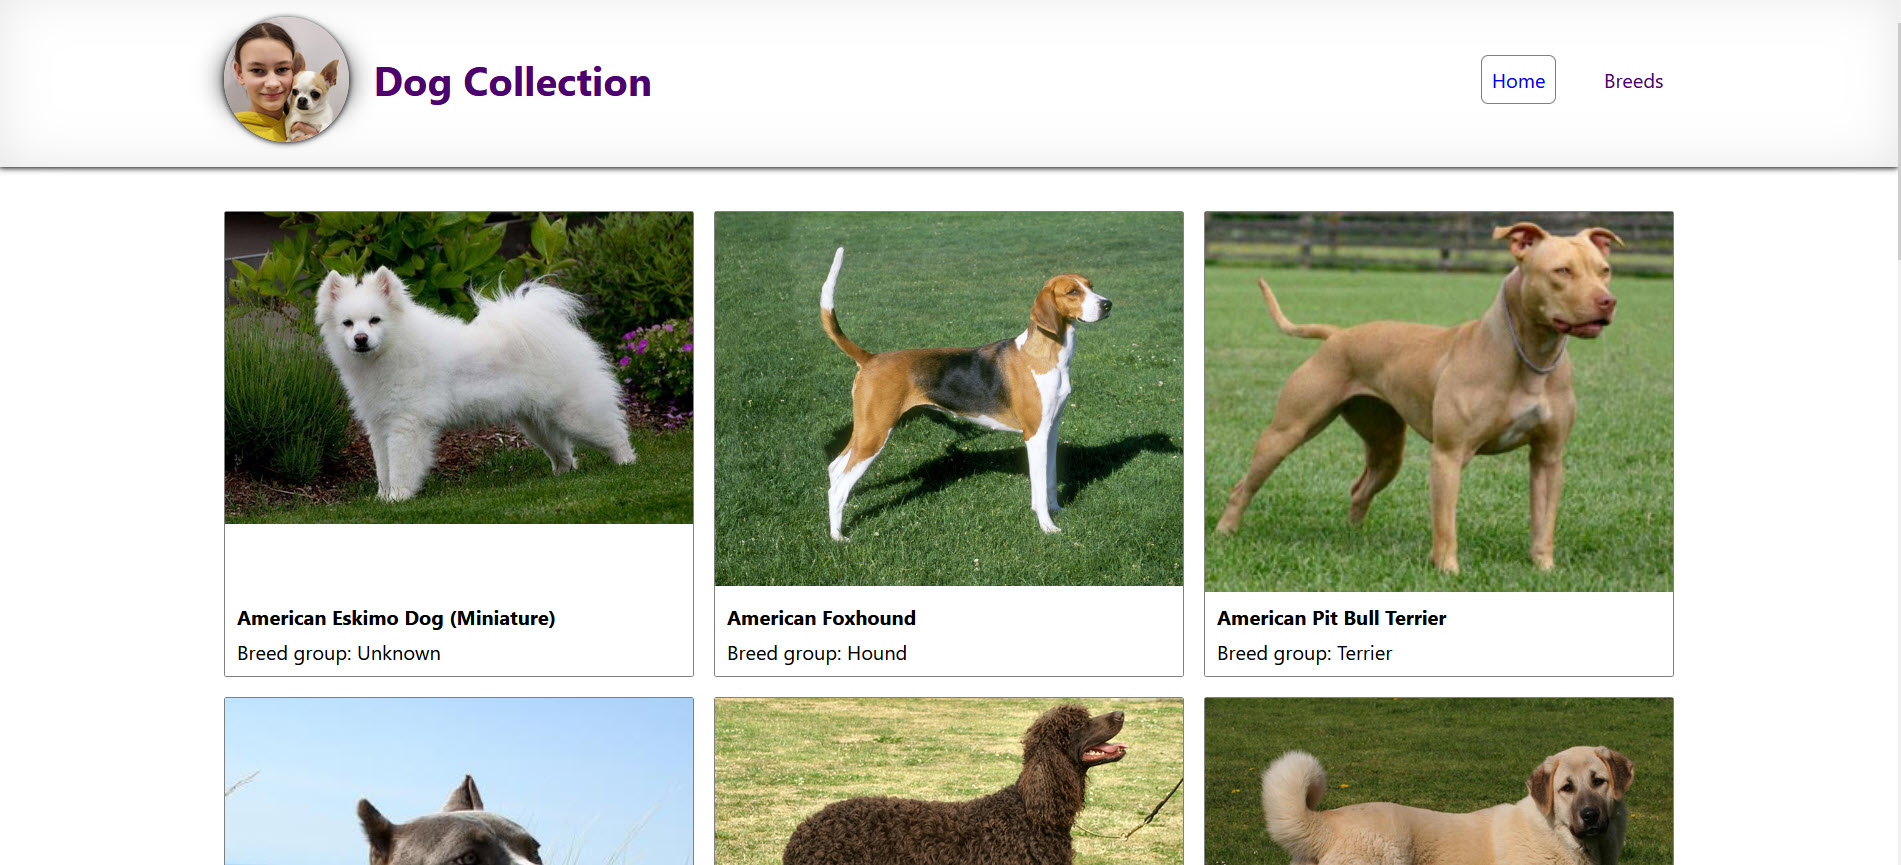 Dog Collection
Home
Breeds
American Eskimo Dog (Miniature)
Breed group: Unknown
American Foxhound
Breed group: Hound
American Pit Bull Terrier
Breed group: Terrier